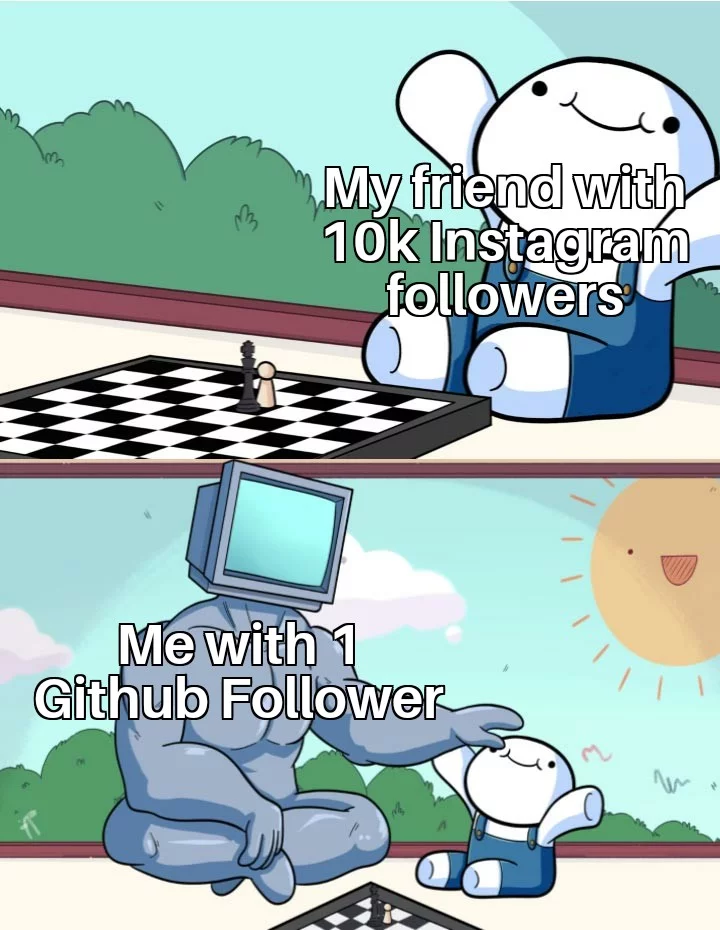 My friend with
10k Instagram
followers
Me with 1
Github Follower